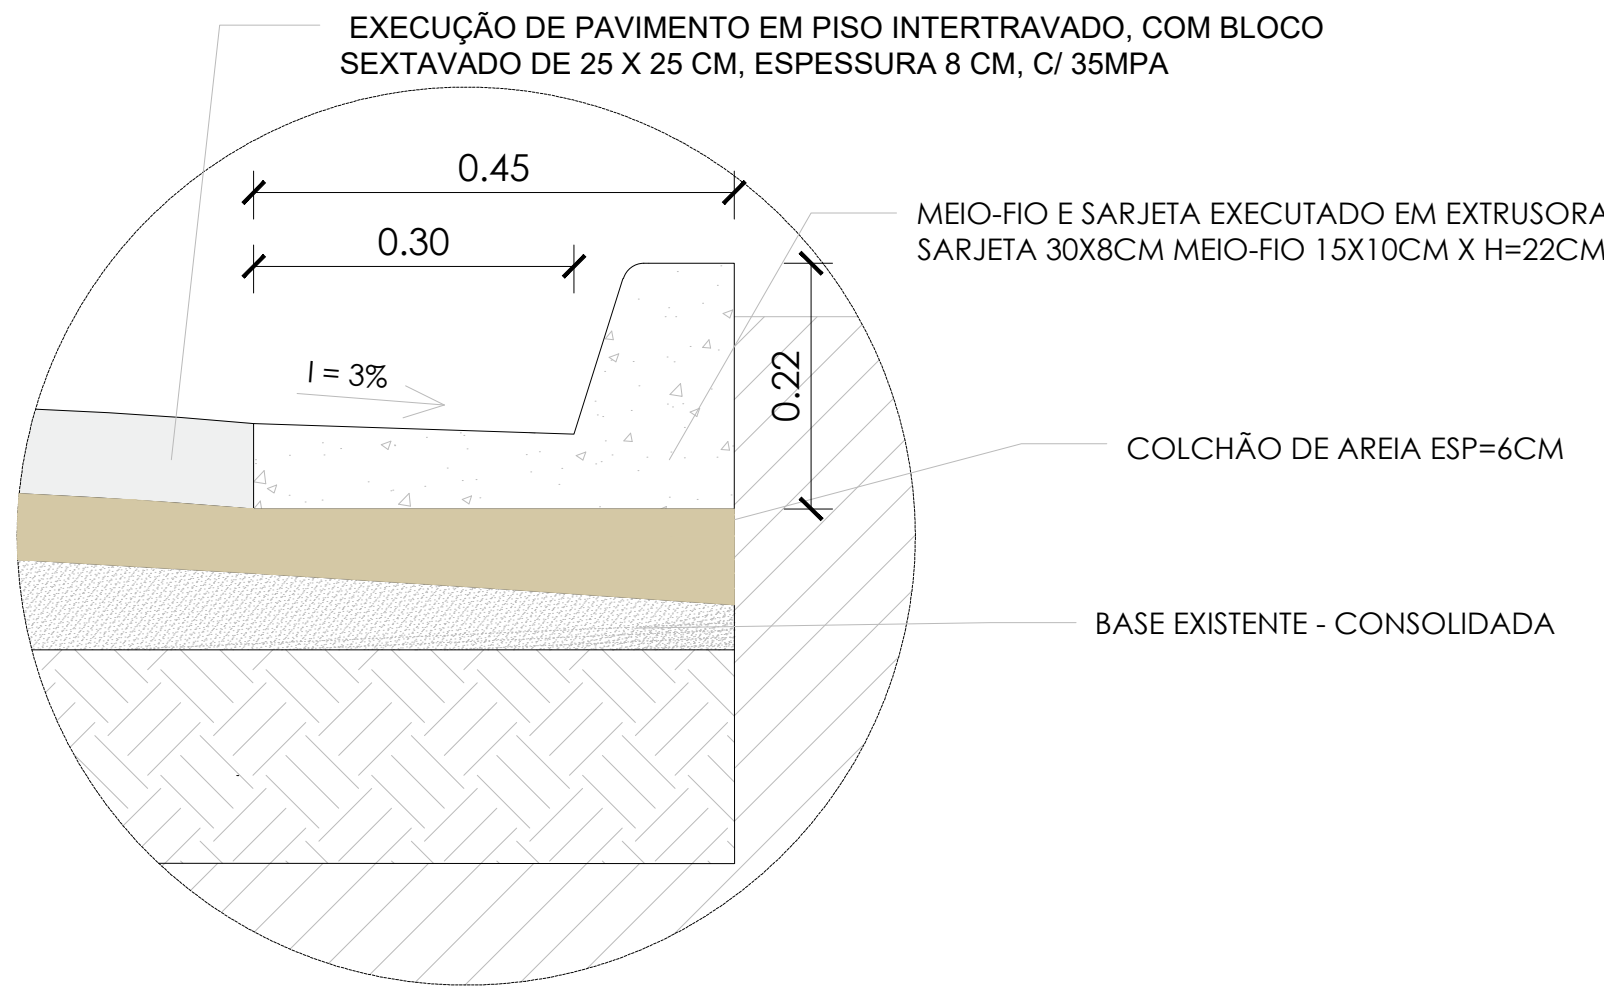 EXECUÇÃO DE PAVIMENTO EM PISO INTERTRAVADO, COM BLOCO
SEXTAVADO DE 25 X 25 CM, ESPESSURA 8 CM, C/ 35MPA
0.45
MEIO-FIO E SARJETA EXECUTADO EM EXTRUSORA
SARJETA 30X8CM MEIO-FIO 15X10CM X H=22CM
0.30
I = 3%
0.22
COLCHÃO DE AREIA ESP=6CM
BASE EXISTENTE - CONSOLIDADA